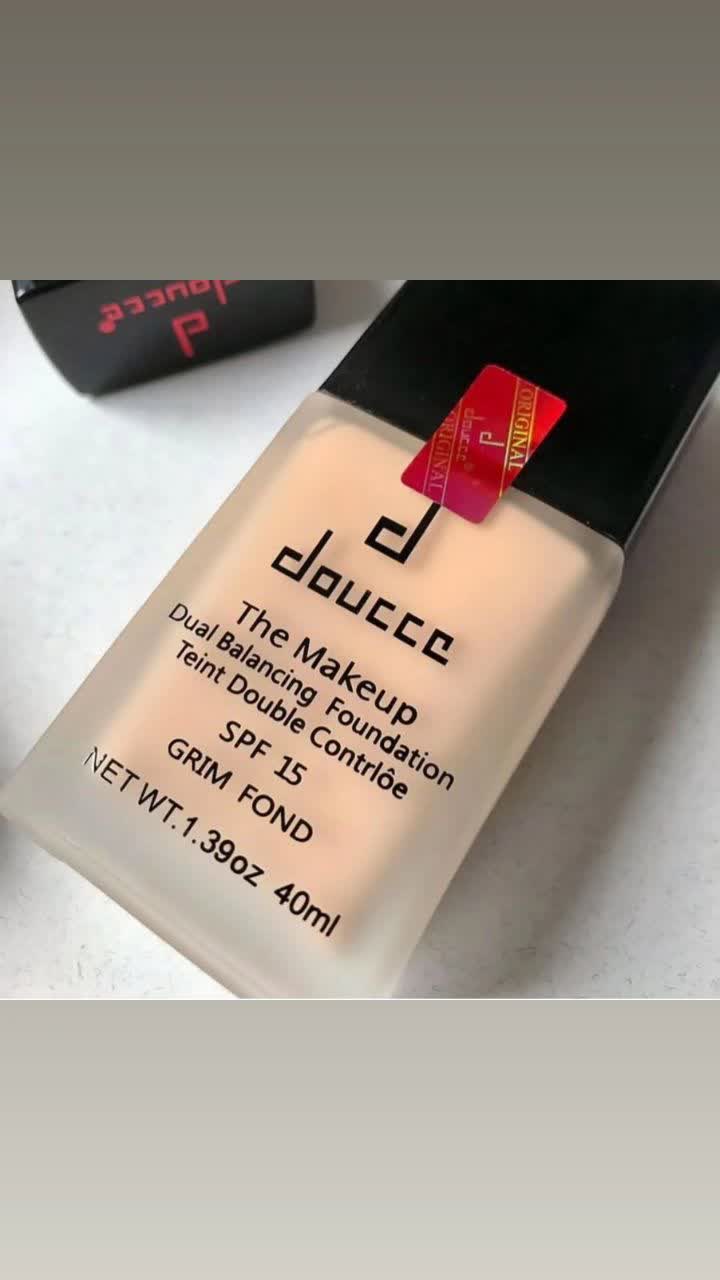 doucce
d
ORIGINAL
d
doucce
ORIGINAL
d
doucce
The Makeup
Dual Balancing Foundation
Teint Double Contrlôe
SPF 15
GRIM FOND
NET WT.1.39oz 40ml